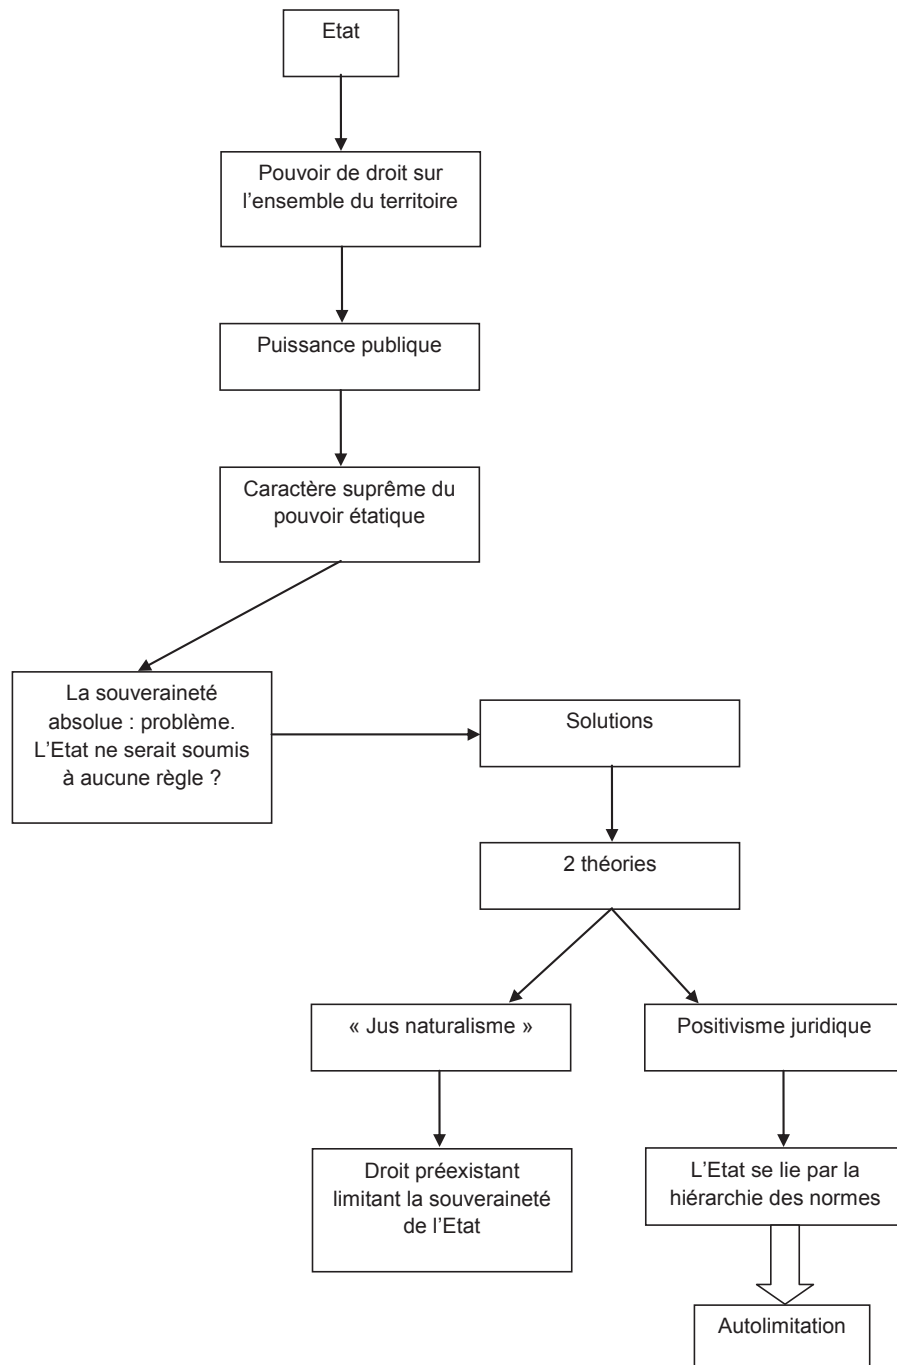 Etat
Pouvoir de droit sur
l’ensemble du territoire
Puissance publique
Caractère suprême du
pouvoir étatique
La souveraineté
absolue : problème.
L’Etat ne serait soumis
à aucune règle ?
Solutions
2 théories
« Jus naturalisme »
Positivisme juridique
Droit préexistant
limitant la souveraineté
de l’Etat
L’Etat se lie par la
hiérarchie des normes
Autolimitation